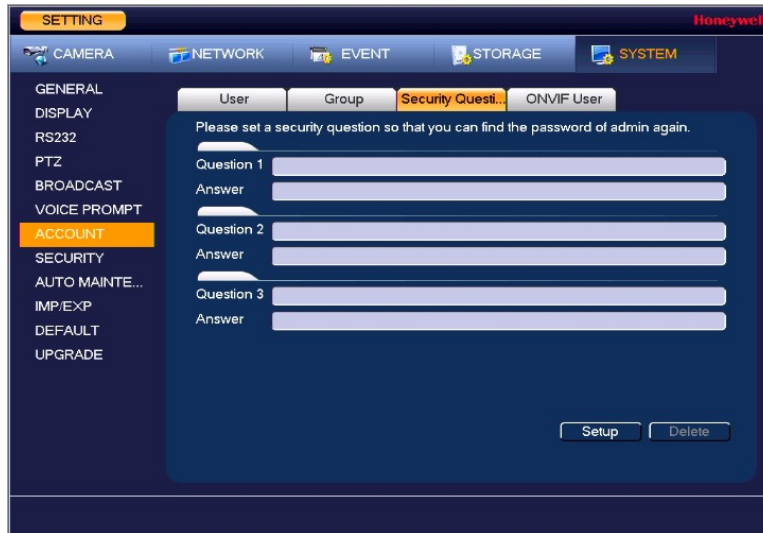 SETTING
Honeywell
CAMERA NETWORK EVENT STORAGE SYSTEM
GENERAL
DISPLAY
RS232
PTZ
BROADCAST
VOICE PROMPT
ACCOUNT
SECURITY
AUTO MAINTE...
IMP/EXP
DEFAULT
UPGRADE
User Group Security Questi... ONVIF User
Please set a security question so that you can find the password of admin again.
Question 1
Answer
Question 2
Answer
Question 3
Answer
Setup Delete